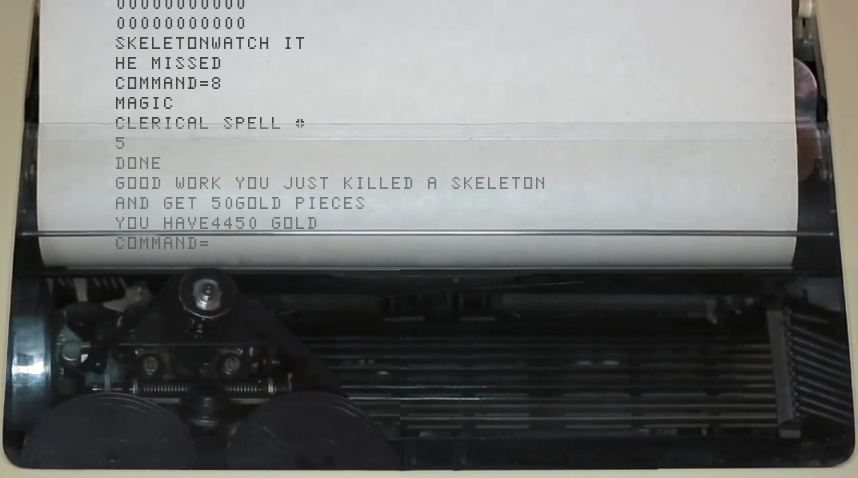 00000000000
00000000000
SKELETONWATCH IT
HE MISSED
COMMAND=8
MAGIC
CLERICAL SPELL #
5
DONE
GOOD WORK YOU JUST KILLED A SKELETON
AND GET 50GOLD PIECES
YOU HAVE4450 GOLD
COMMAND=